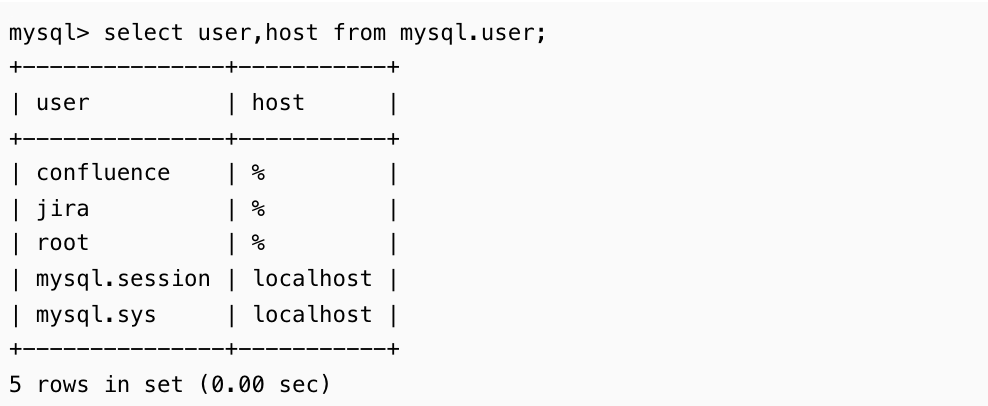 mysql> select user,host from mysql.user;
+---------------+-----------+
| user          | host      |
+---------------+-----------+
| confluence    | %         |
| jira          | %         |
| root          | %         |
| mysql.session | localhost |
| mysql.sys     | localhost |
+---------------+-----------+
5 rows in set (0.00 sec)